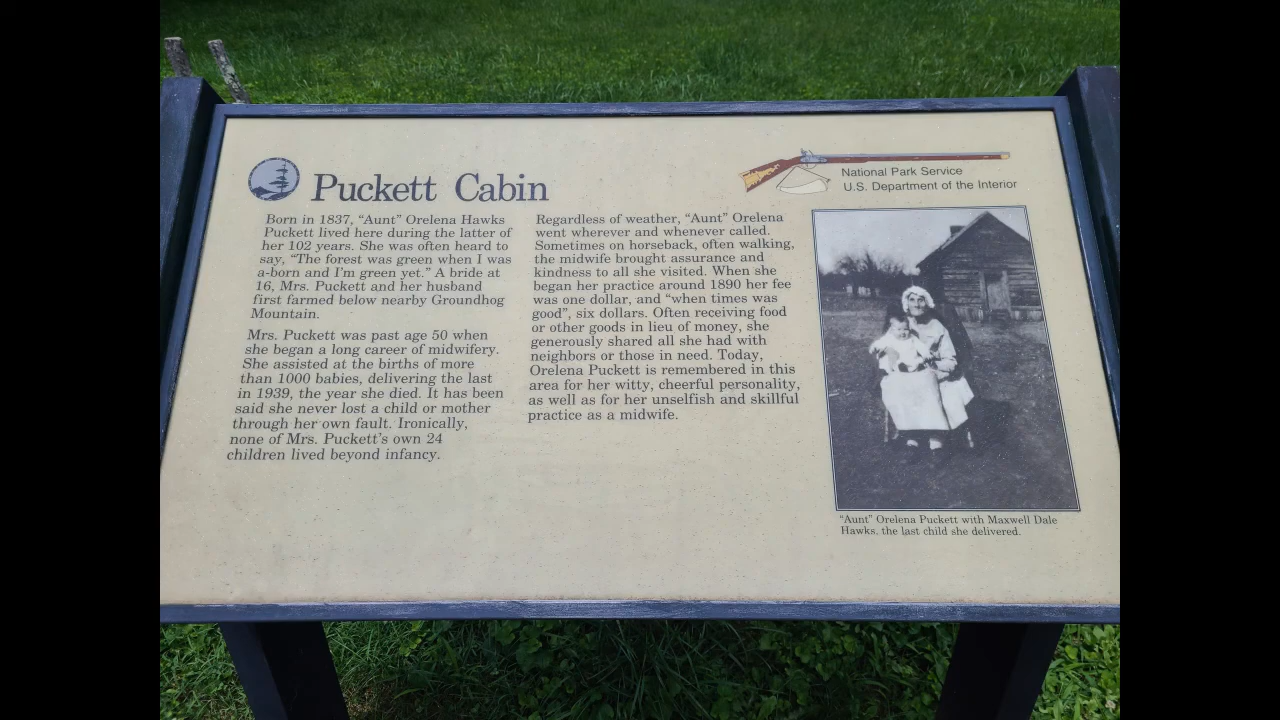 Puckett Cabin
National Park Service
U.S. Department of the Interior
Born in 1837, “Aunt” Orelena Hawks
Puckett lived here during the latter of
her 102 years. She was often heard to
say, “The forest was green when I was
a-born and I'm green yet.” A bride at
16, Mrs. Puckett and her husband
first farmed below nearby Groundhog
Mountain.
Mrs. Puckett was past age 50 when
she began a long career of midwifery.
She assisted at the births of more
than 1000 babies, delivering the last
in 1939, the year she died. It has been
said she never lost a child or mother
through her own fault. Ironically,
none of Mrs. Puckett's own 24
children lived beyond infancy.
Regardless of weather, “Aunt” Orelena
went wherever and whenever called.
Sometimes on horseback, often walking,
the midwife brought assurance and
kindness to all she visited. When she
began her practice around 1890 her fee
was one dollar, and “when times was
good”, six dollars. Often receiving food
or other goods in lieu of money, she
generously shared all she had with
neighbors or those in need. Today,
Orelena Puckett is remembered in this
area for her witty, cheerful personality,
as well as for her unselfish and skillful
practice as a midwife.
“Aunt” Orelena Puckett with Maxwell Dale
Hawks, the last child she delivered.